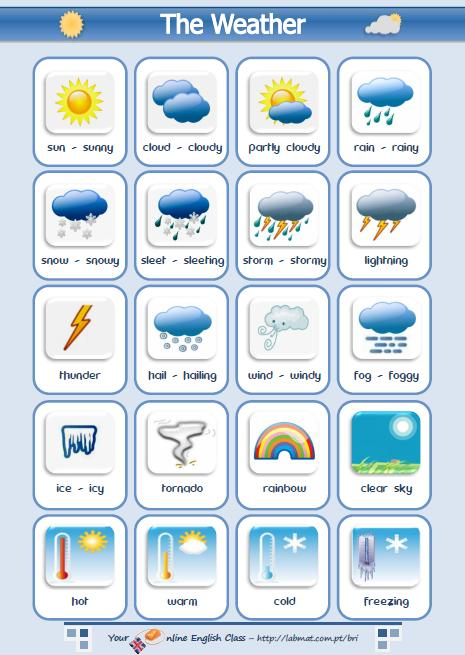 The Weather
sun - sunny
cloud - cloudy
partly cloudy
rain - rainy
snow - snowy
sleet - sleeting
storm - stormy
lightning
thunder
hail - hailing
wind - windy
fog - foggy
ice - icy
tornado
rainbow
clear sky
hot
warm
cold
freezing
Your nline English Class – http://labmat.com.pt/bri